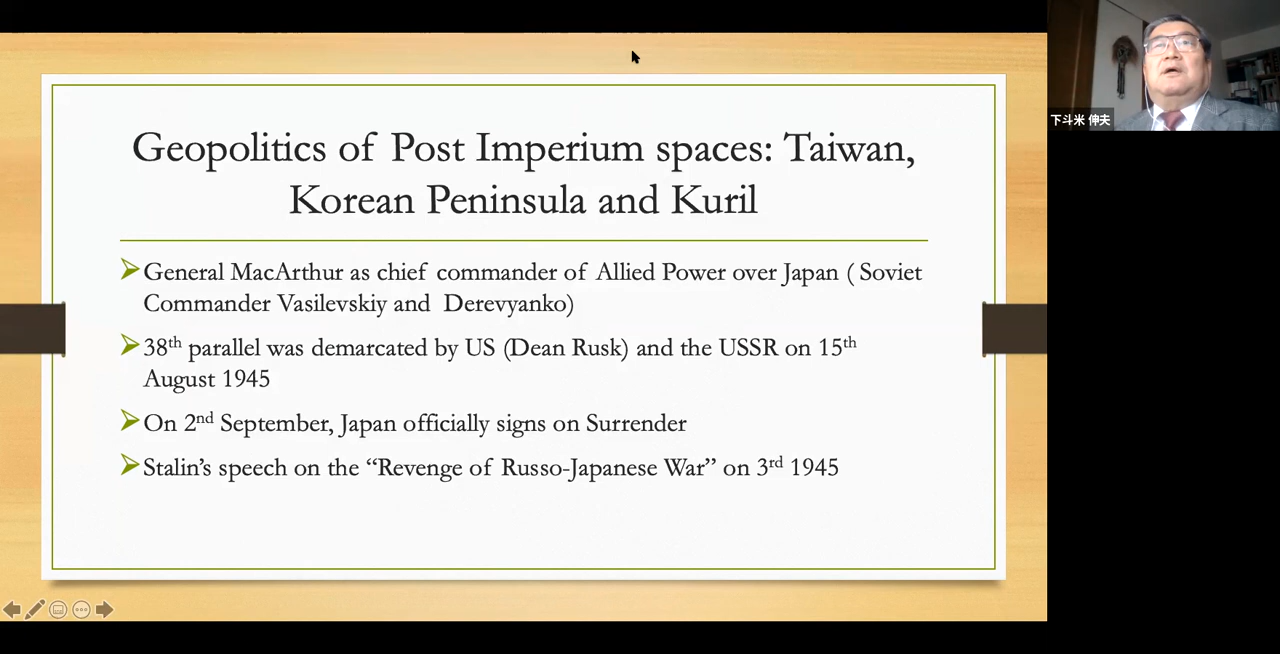 Geopolitics of Post Imperium spaces: Taiwan,
Korean Peninsula and Kuril
General MacArthur as chief commander of Allied Power over Japan ( Soviet
Commander Vasilevskiy and Derevyanko)
38th parallel was demarcated by US (Dean Rusk) and the USSR on 15th
August 1945
On 2nd September, Japan officially signs on Surrender
Stalin’s speech on the “Revenge of Russo-Japanese War” on 3rd 1945
下斗米 伸夫